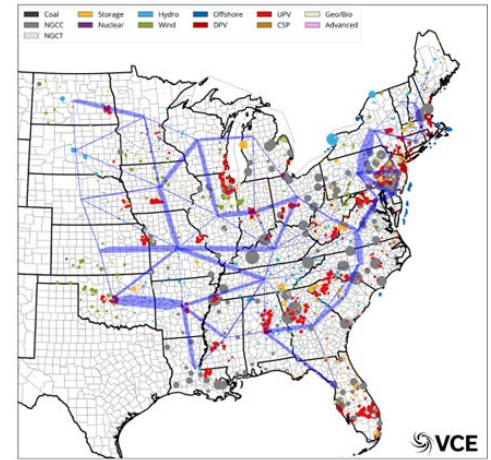 Coal Storage Hydro Offshore UPV Geo/Bio
NGCC Nuclear Wind DPV CSP Advanced
NGCT
VCE